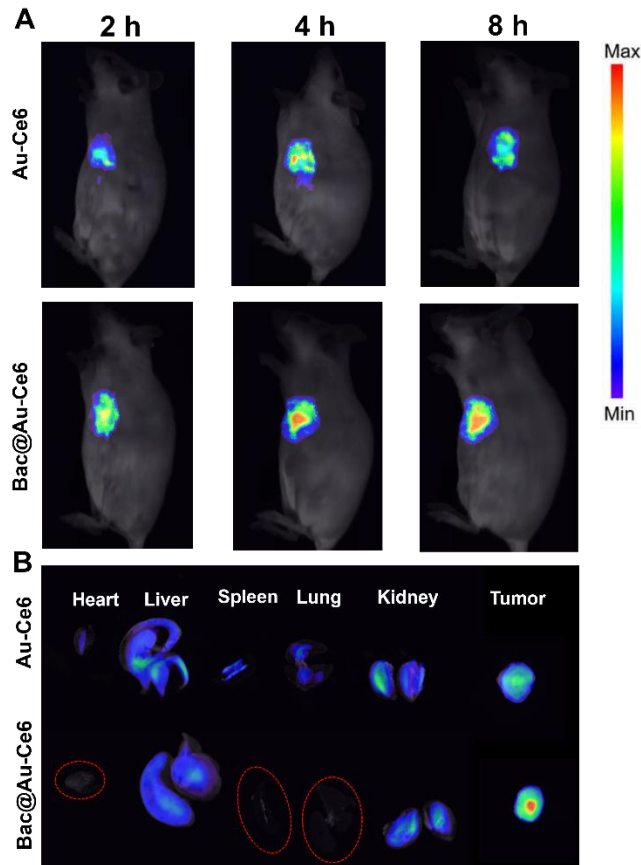 A
2 h 4 h 8 h
Au-Ce6
Bac@Au-Ce6
Max
Min
B
Heart Liver Spleen Lung Kidney Tumor
Au-Ce6
Bac@Au-Ce6